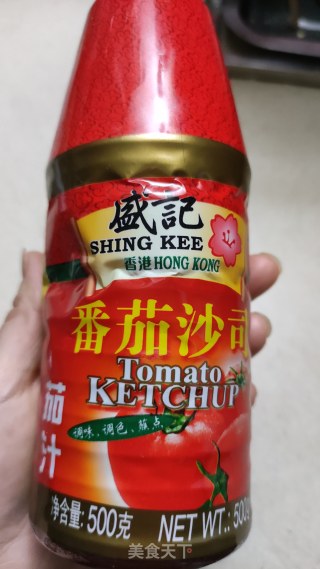 盛記
SHING KEE
香港 HONG KONG
番茄沙司
Tomato
KETCHUP
茄
汁
调味、调色、蘸点
净含量: 500克
NET WT.: 500
美食天下